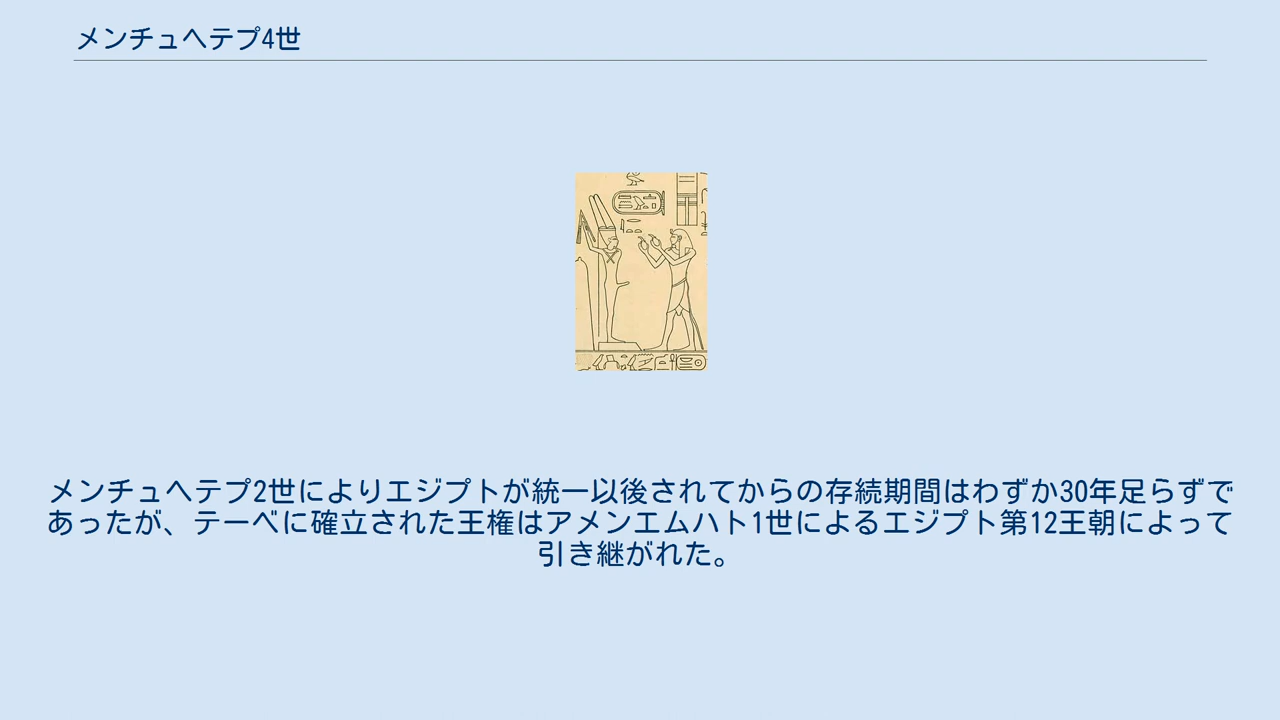 メンチュヘテプ4世
メンチュヘテプ2世によりエジプトが統一以後されてからの存続期間はわずか30年足らずで
あったが、テーベに確立された王権はアメンエムハト1世によるエジプト第12王朝によって
引き継がれた。